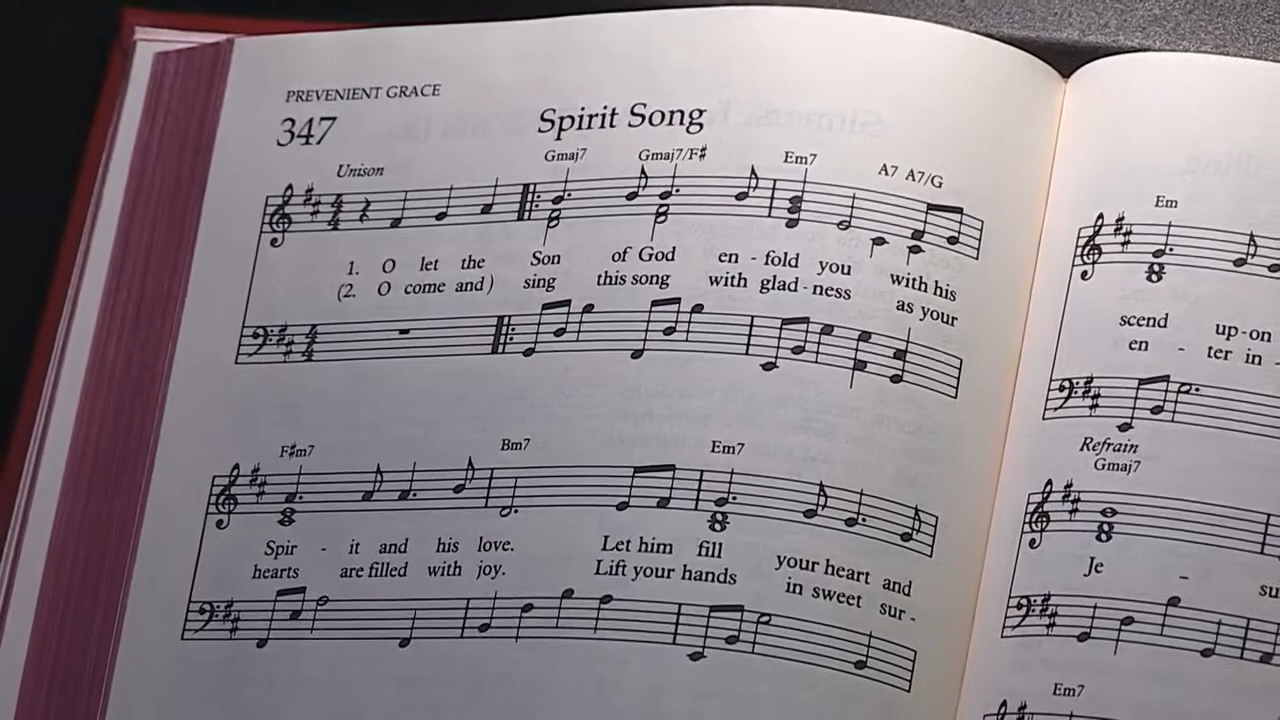 PREVENIENT GRACE
347
Spirit Song
Unison
Gmaj7 Gmaj7/F# Em7 A7 A7/G
1. O let the Son of God en - fold you with his
(2. O come and) sing this song with glad - ness as your
F#m7 Bm7 Em7
Spir - it and his love. Let him fill your heart and
hearts are filled with joy. Lift your hands in sweet sur -
Em
scend up - on
en - ter in -
Refrain
Gmaj7
Je - su
Em7